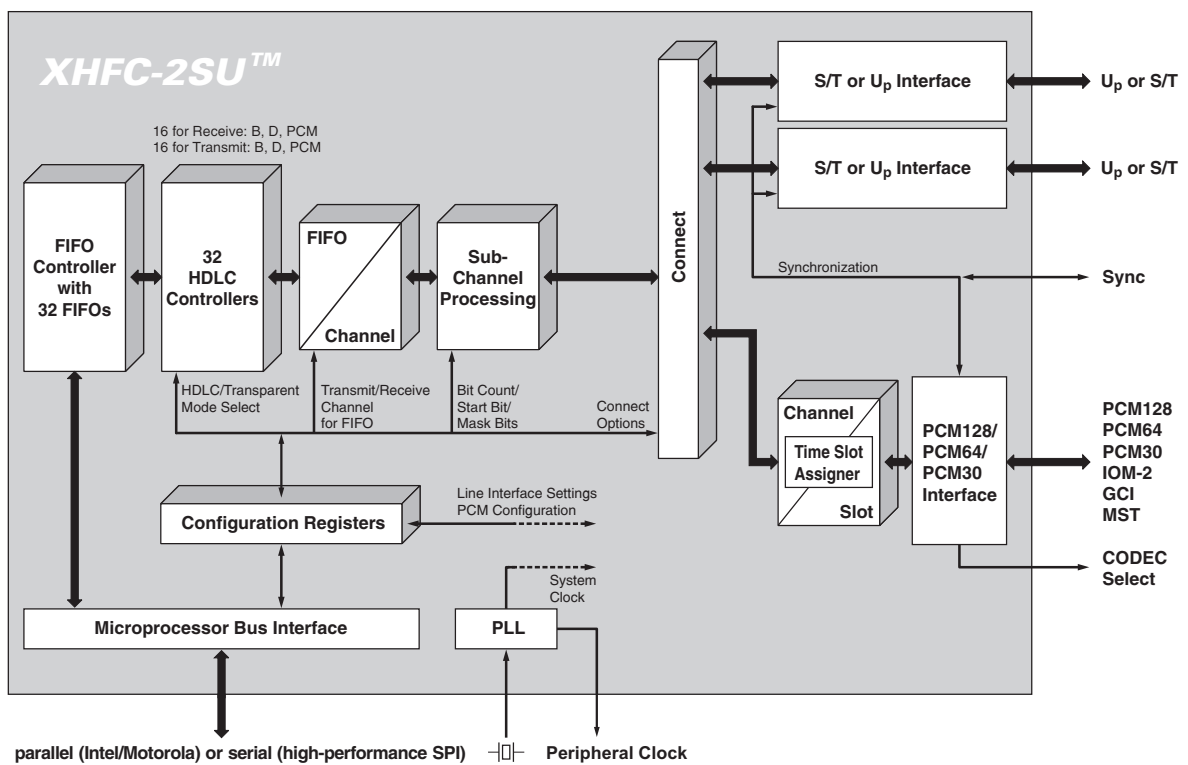 XHFC-2SU™
16 for Receive: B, D, PCM
16 for Transmit: B, D, PCM
FIFO
Controller
with
32 FIFOs
32
HDLC
Controllers
FIFO
Channel
Sub-
Channel
Processing
Connect
S/T or Up Interface
Up or S/T
S/T or Up Interface
Up or S/T
Synchronization
Sync
HDLC/Transparent
Mode Select
Transmit/Receive
Channel
for FIFO
Bit Count/
Start Bit/
Mask Bits
Connect
Options
Channel
Time Slot
Assigner
Slot
PCM128/
PCM64/
PCM30
Interface
PCM128
PCM64
PCM30
IOM-2
GCI
MST
CODEC
Select
Configuration Registers
Line Interface Settings
PCM Configuration
System
Clock
Microprocessor Bus Interface
PLL
parallel (Intel/Motorola) or serial (high-performance SPI)
Peripheral Clock